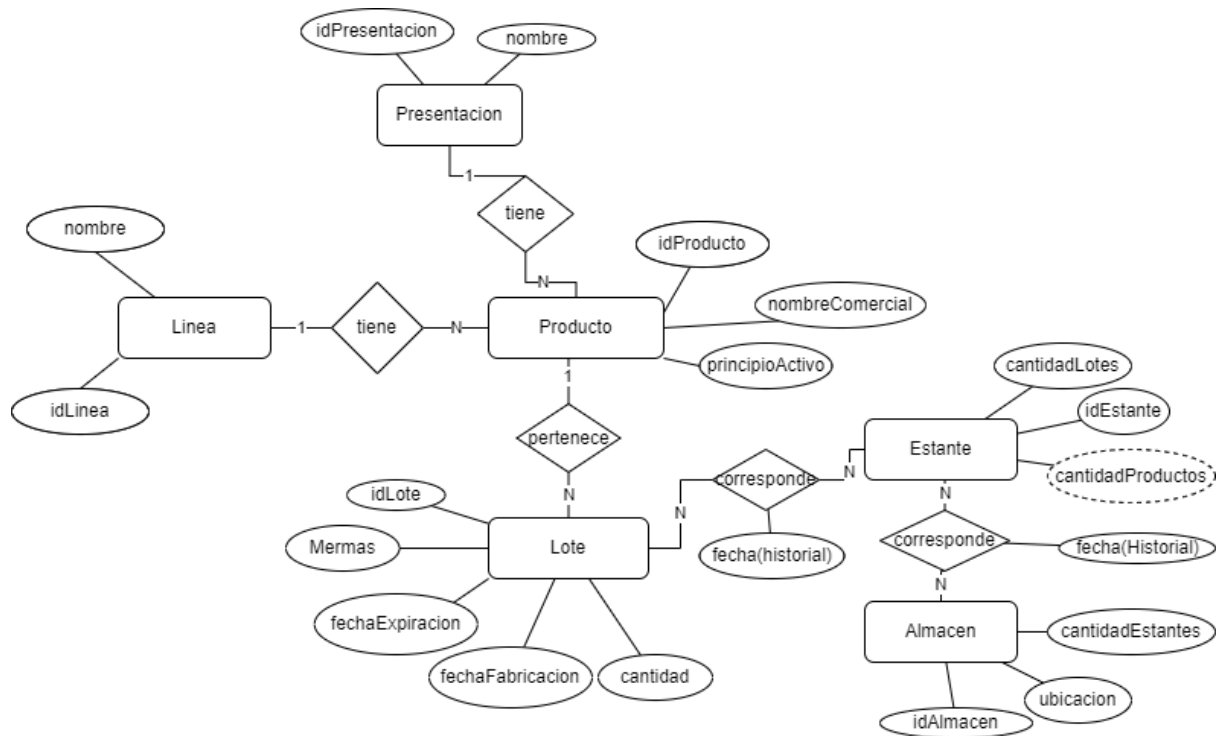 idPresentacion
nombre
Presentacion
1
tiene
N
nombre
Linea
idLinea
1
tiene
N
Producto
idProducto
nombreComercial
principioActivo
1
pertenece
N
Lote
idLote
Mermas
fechaExpiracion
fechaFabricacion
cantidad
N
corresponde
N
fecha(historial)
Estante
cantidadLotes
idEstante
cantidadProductos
N
corresponde
fecha(Historial)
N
Almacen
cantidadEstantes
ubicacion
idAlmacen